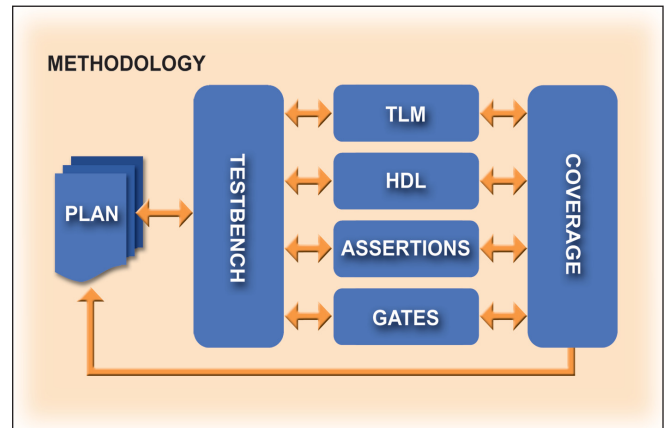 METHODOLOGY
PLAN
TESTBENCH
TLM
HDL
ASSERTIONS
GATES
COVERAGE